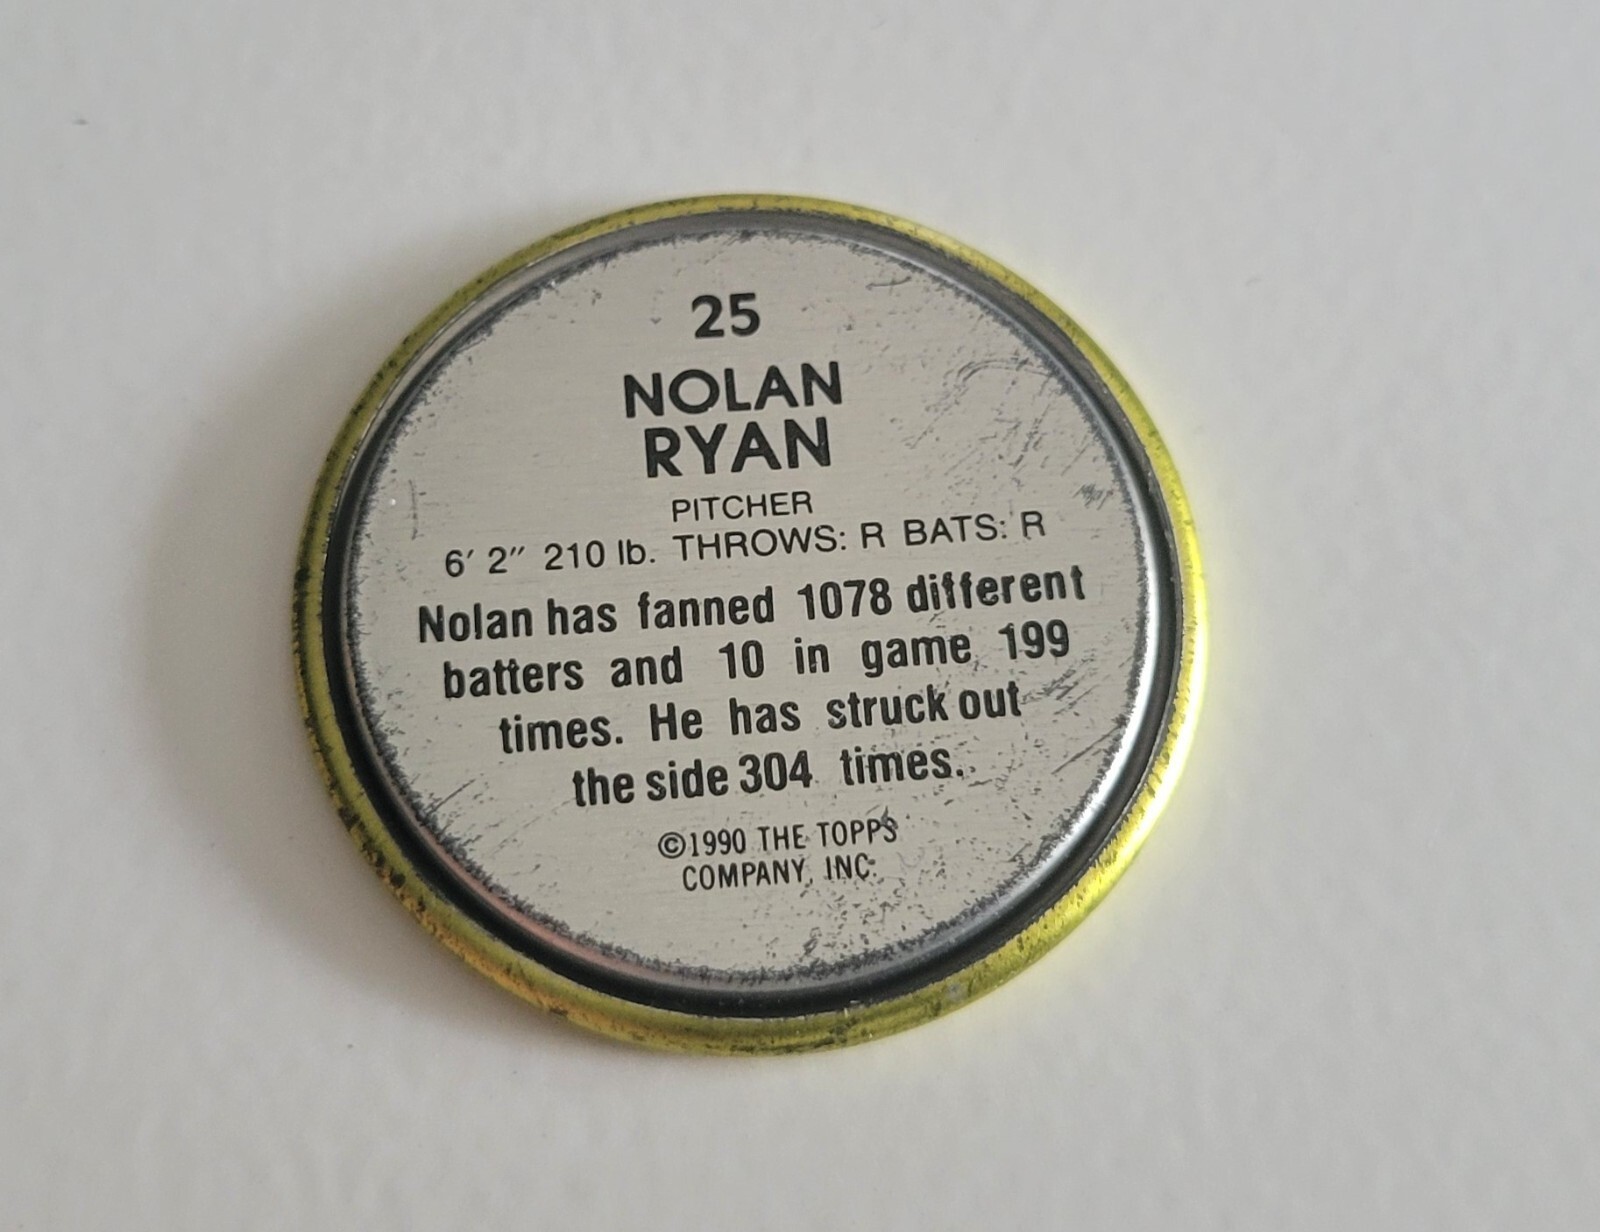 25
NOLAN
RYAN
PITCHER
6′ 2″ 210 lb. THROWS: R BATS: R
Nolan has fanned 1078 different
batters and 10 in game 199
times. He has struck out
the side 304 times.
©1990 THE TOPPS
COMPANY, INC.